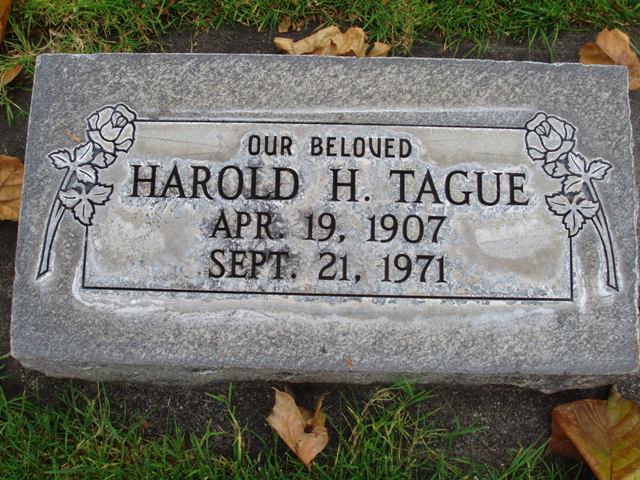 OUR BELOVED
HAROLD H. TAGUE
APR. 19, 1907
SEPT. 21, 1971